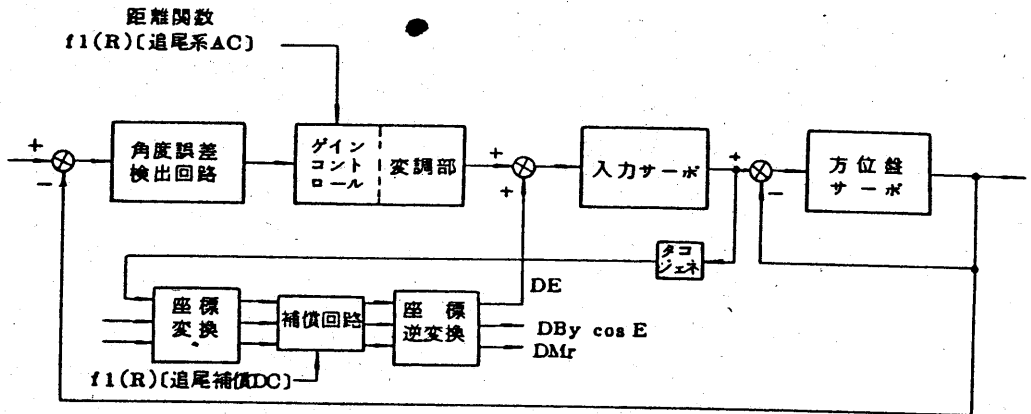 距離関数
f1(R)〔追尾系AC〕
+
-
角度誤差
検出回路
ゲイン
コント
ロール
変調部
+
+
入力サーボ
+
-
方位盤
サーボ
タコ
ジェネ
DE
座標
変換
補償回路
座標
逆変換
DBy cos E
DMr
f1(R)〔追尾補償DC〕